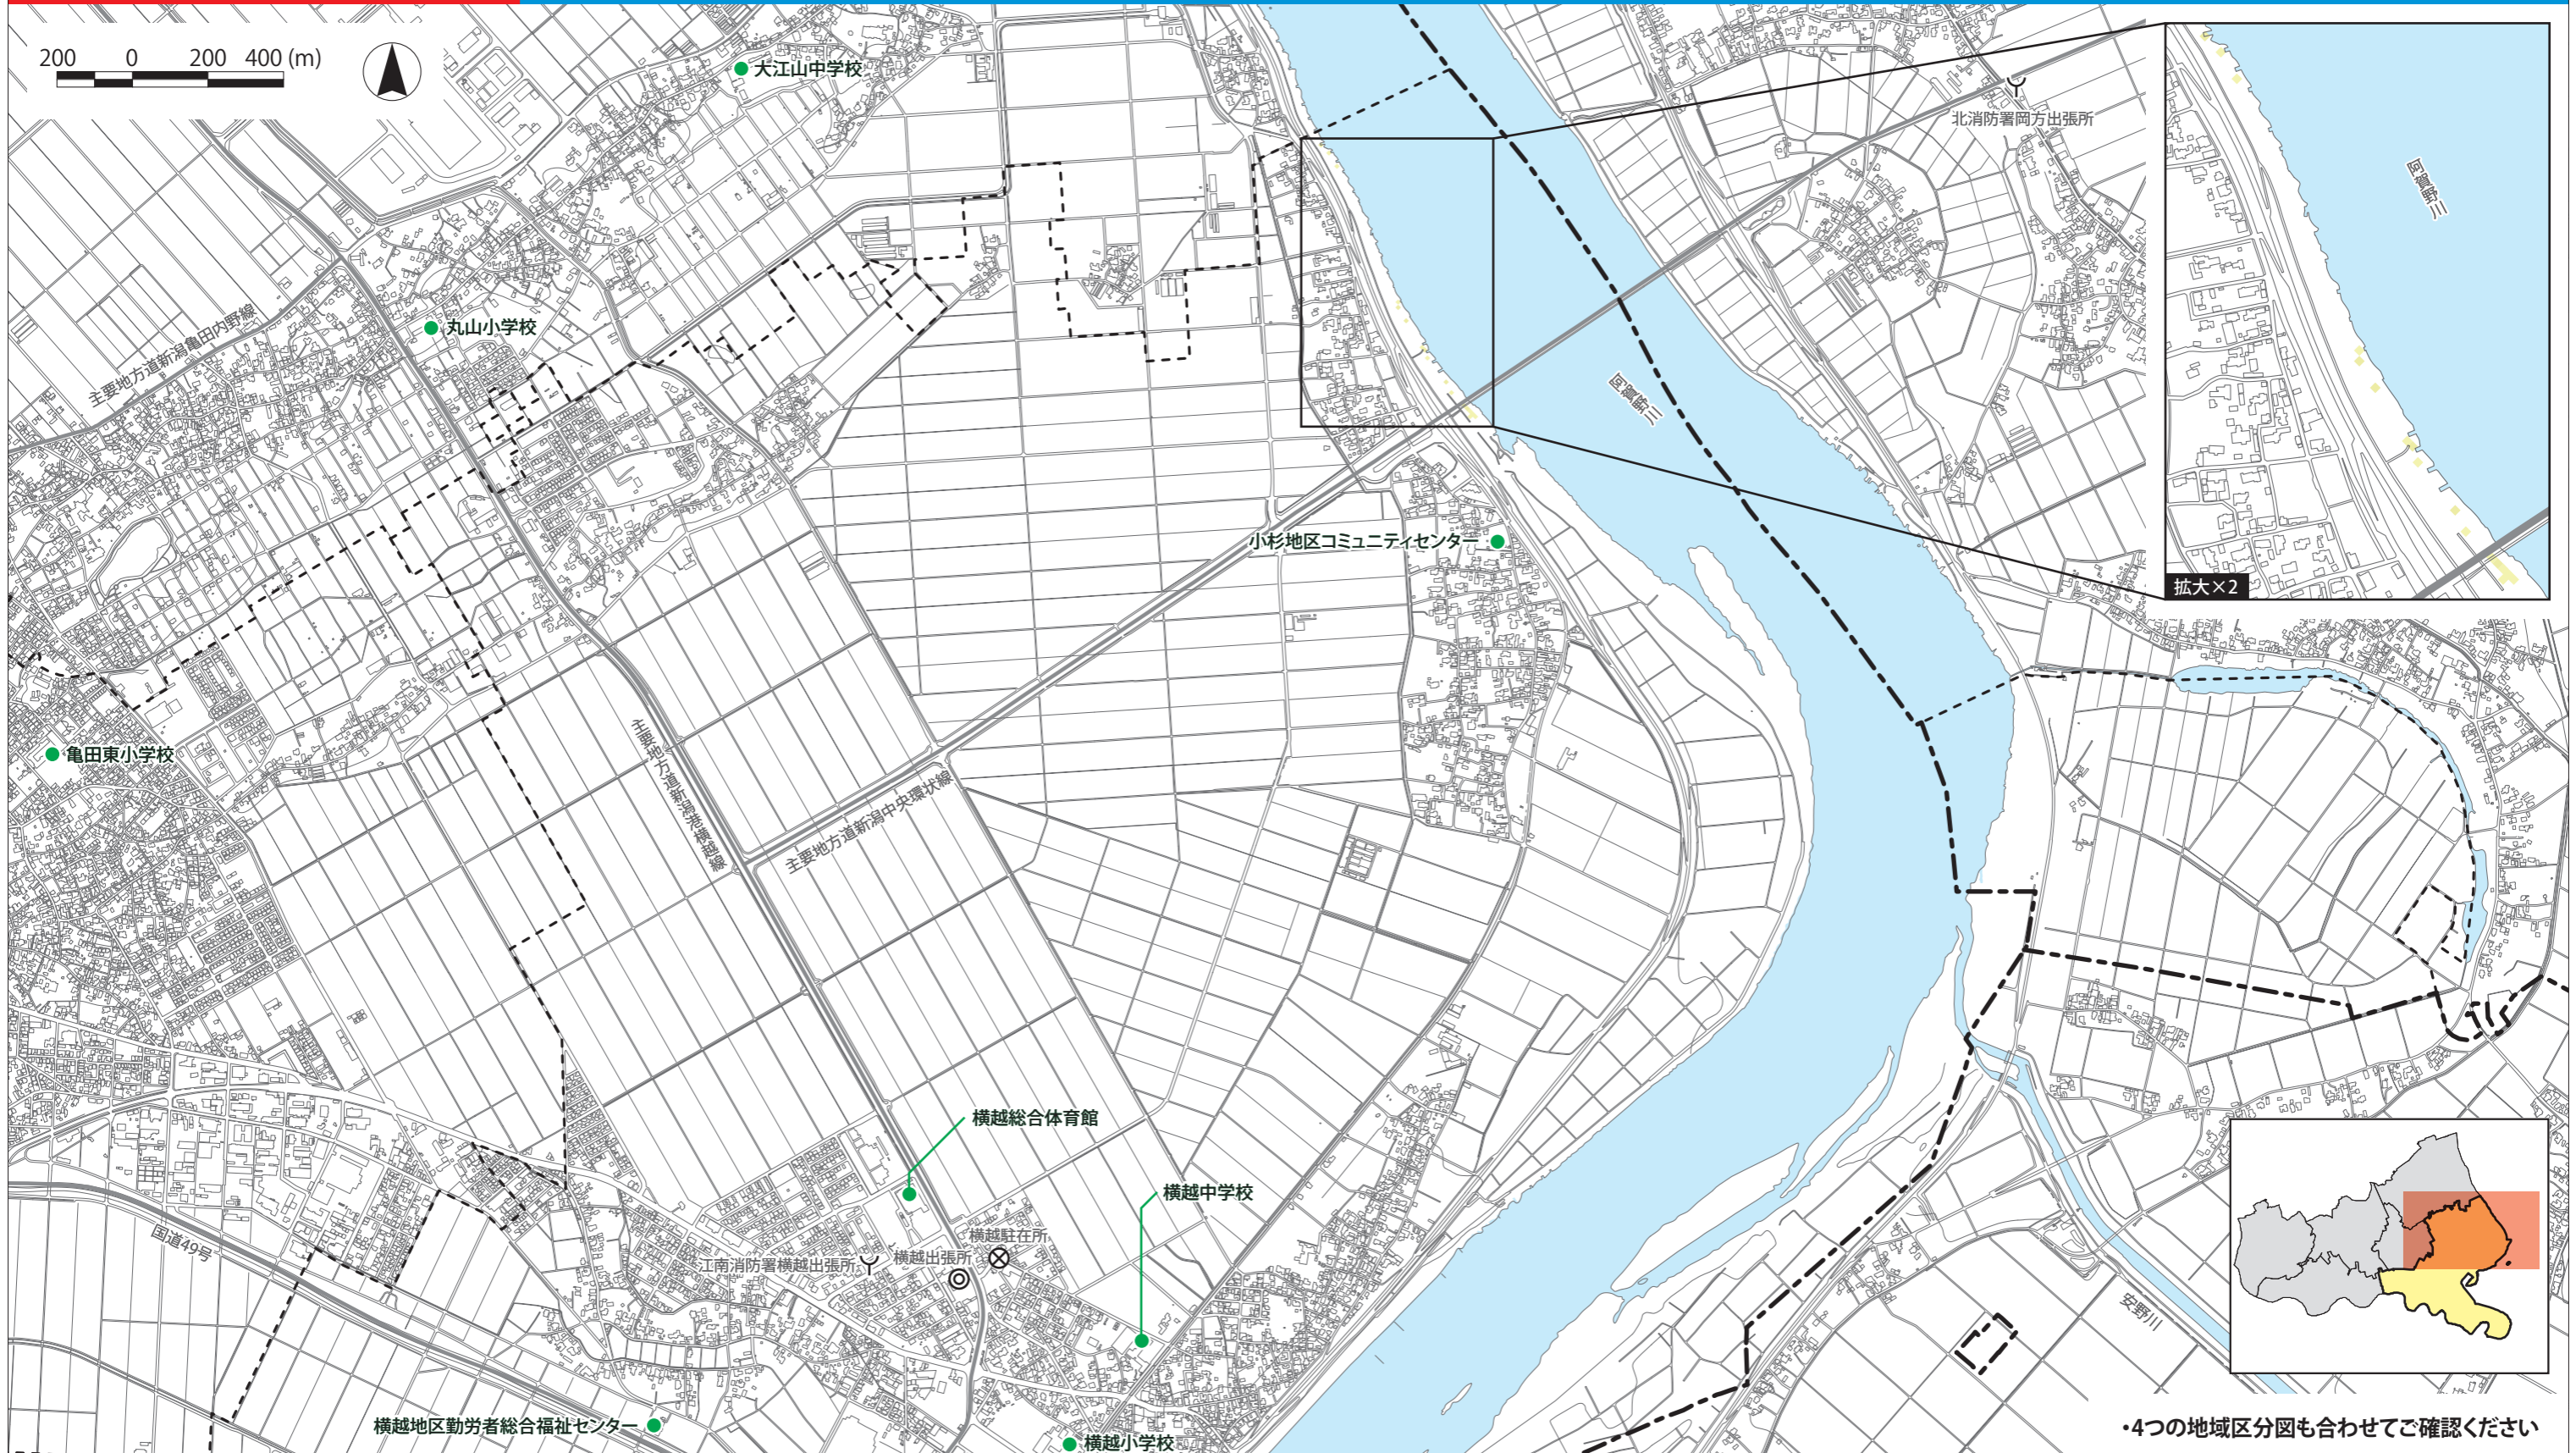 200 0 200 400 (m)
大江山中学校
北消防署岡方出張所
阿賀野川
丸山小学校
主要地方道新潟亀田内野線
阿賀野川
小杉地区コミュニティセンター
拡大×2
亀田東小学校
主要地方道新潟港横越線
主要地方道新潟中央環状線
横越総合体育館
横越中学校
国道49号
横越駐在所
江南消防署横越出張所
横越出張所
安野川
横越地区勤労者総合福祉センター
横越小学校
•4つの地域区分図も合わせてご確認ください